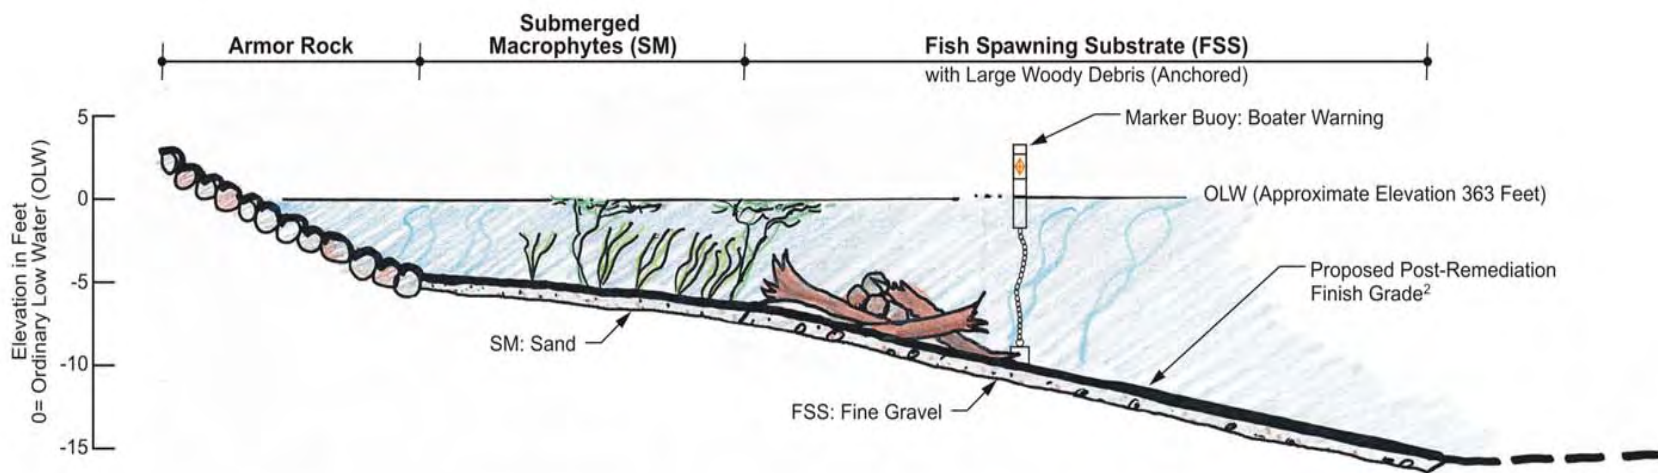 Armor Rock
Submerged
Macrophytes (SM)
Fish Spawning Substrate (FSS)
with Large Woody Debris (Anchored)
Elevation in Feet
0= Ordinary Low Water (OLW)
5
0
-5
-10
-15
Marker Buoy: Boater Warning
OLW (Approximate Elevation 363 Feet)
Proposed Post-Remediation
Finish Grade²
SM: Sand
FSS: Fine Gravel